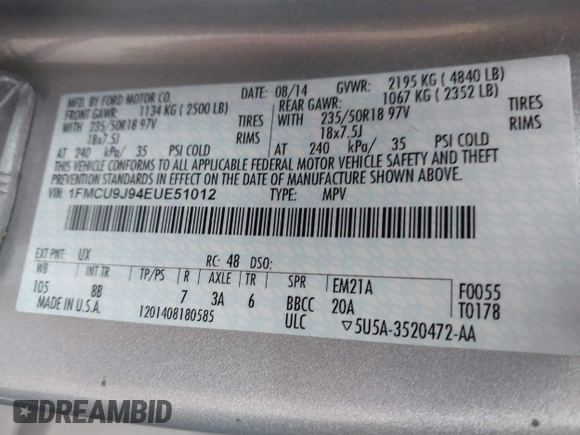 MFD. BY FORD MOTOR CO. DATE: 08/14 GVWR: 2195 KG ( 4840 LB)
FRONT GAWR: 1134 KG ( 2500 LB) REAR GAWR: 1067 KG ( 2352 LB)
WITH 235/50R18 97V TIRES WITH 235/50R18 97V TIRES
18x7.5J RIMS 18x7.5J RIMS
AT 240 kPa/ 35 PSI COLD AT 240 kPa/ 35 PSI COLD
THIS VEHICLE CONFORMS TO ALL APPLICABLE FEDERAL MOTOR VEHICLE SAFETY AND THEFT
PREVENTION STANDARDS IN EFFECT ON THE DATE OF MANUFACTURE SHOWN ABOVE.
VIN: 1FMCU9J94EUE51012 TYPE: MPV
EXT PNT: UX RC: 48 DSO:
WB INT TR TP/PS R AXLE TR SPR EM21A F0055
105 8B 7 3A 6 BBCC 20A T0178
MADE IN U.S.A. 1201408180585 ULC ▽5U5A-3520472-AA
DREAMBID